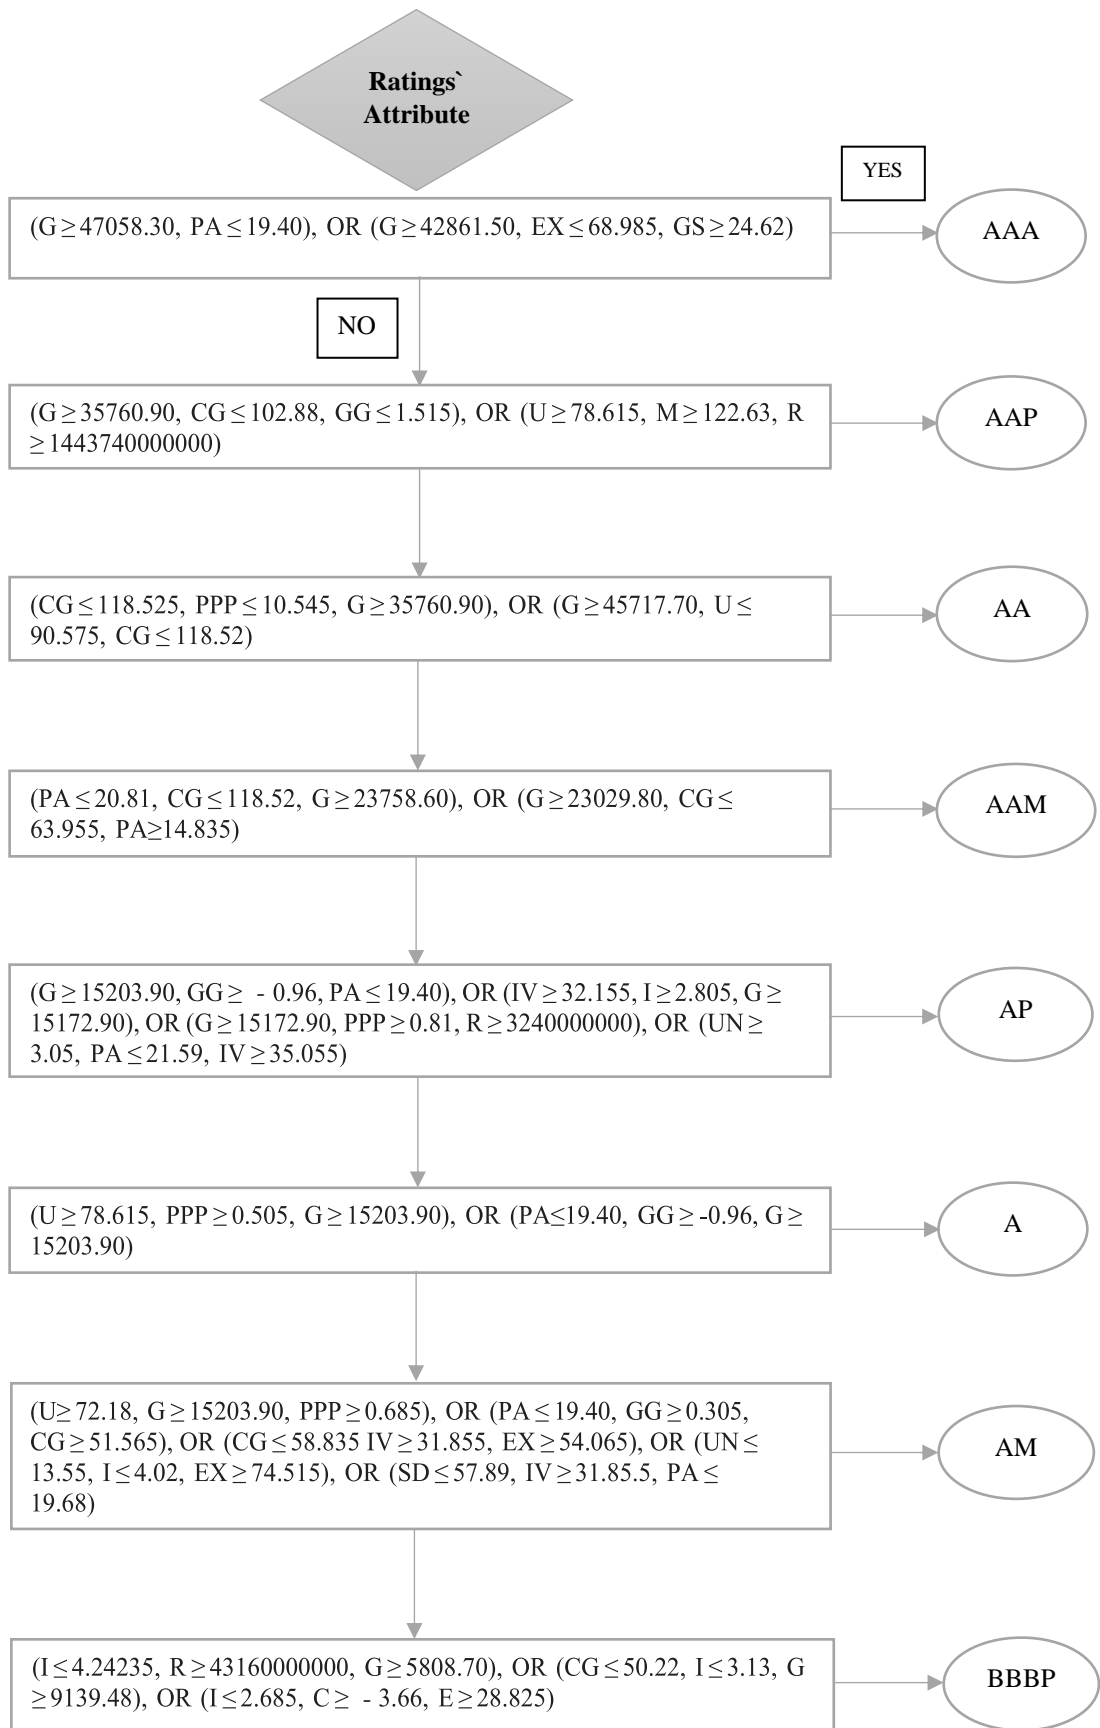 Ratings`
Attribute
YES
(G≥47058.30, PA≤19.40), OR (G≥42861.50, EX≤68.985, GS≥24.62)
AAA
NO
(G≥35760.90, CG≤102.88, GG≤1.515), OR (U≥78.615, M≥122.63, R
≥1443740000000)
AAP
(CG≤118.525, PPP≤10.545, G≥35760.90), OR (G≥45717.70, U≤
90.575, CG≤118.52)
AA
(PA≤20.81, CG≤118.52, G≥23758.60), OR (G≥23029.80, CG≤
63.955, PA≥14.835)
AAM
(G≥15203.90, GG≥ - 0.96, PA≤19.40), OR (IV≥32.155, I≥2.805, G≥
15172.90), OR (G≥15172.90, PPP≥0.81, R≥3240000000), OR (UN≥
3.05, PA≤21.59, IV≥35.055)
AP
(U≥78.615, PPP≥0.505, G≥15203.90), OR (PA≤19.40, GG≥-0.96, G≥
15203.90)
A
(U≥72.18, G≥15203.90, PPP≥0.685), OR (PA≤19.40, GG≥0.305,
CG≥51.565), OR (CG≤58.835 IV≥31.855, EX≥54.065), OR (UN≤
13.55, I≤4.02, EX≥74.515), OR (SD≤57.89, IV≥31.85.5, PA≤
19.68)
AM
(I≤4.24235, R≥43160000000, G≥5808.70), OR (CG≤50.22, I≤3.13, G
≥9139.48), OR (I≤2.685, C≥ - 3.66, E≥28.825)
BBBP